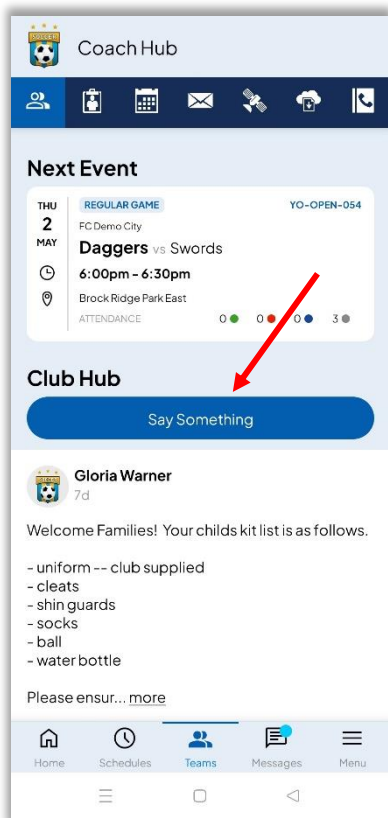 SOCCER
Coach Hub
Next Event
THU
2
MAY
REGULAR GAME
YO-OPEN-054
FC Demo City
Daggers vs Swords
6:00pm - 6:30pm
Brock Ridge Park East
ATTENDANCE 0 0 0 3
Club Hub
Say Something
Gloria Warner
7d
Welcome Families! Your childs kit list is as follows.
- uniform -- club supplied
- cleats
- shin guards
- socks
- ball
- water bottle
Please ensur... more
Home Schedules Teams Messages Menu